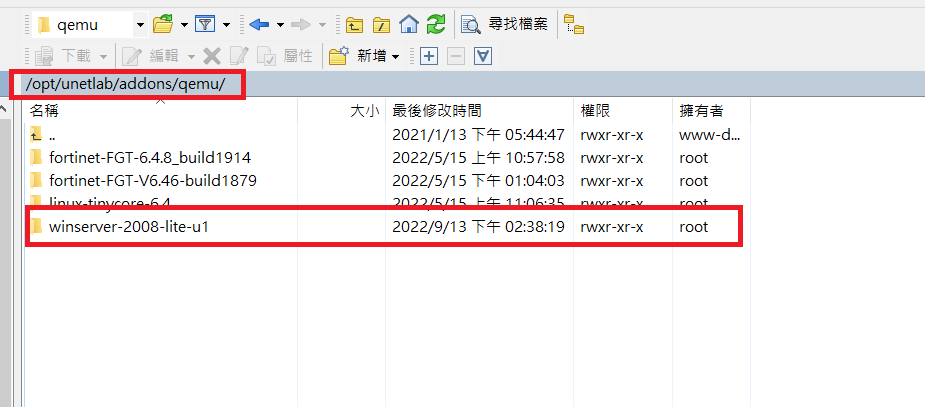 qemu 尋找檔案
下載 編輯 屬性 新增
/opt/unetlab/addons/qemu/
名稱 大小 最後修改時間 權限 擁有者
.. 2021/1/13 下午 05:44:47 rwxr-xr-x www-d...
fortinet-FGT-6.4.8_build1914 2022/5/15 上午 10:57:58 rwxr-xr-x root
fortinet-FGT-V6.46-build1879 2022/5/15 下午 01:04:03 rwxr-xr-x root
linux-tinycore-6.4 2022/5/15 上午 11:06:35 rwxr-xr-x root
winserver-2008-lite-u1 2022/9/13 下午 02:38:19 rwxr-xr-x root